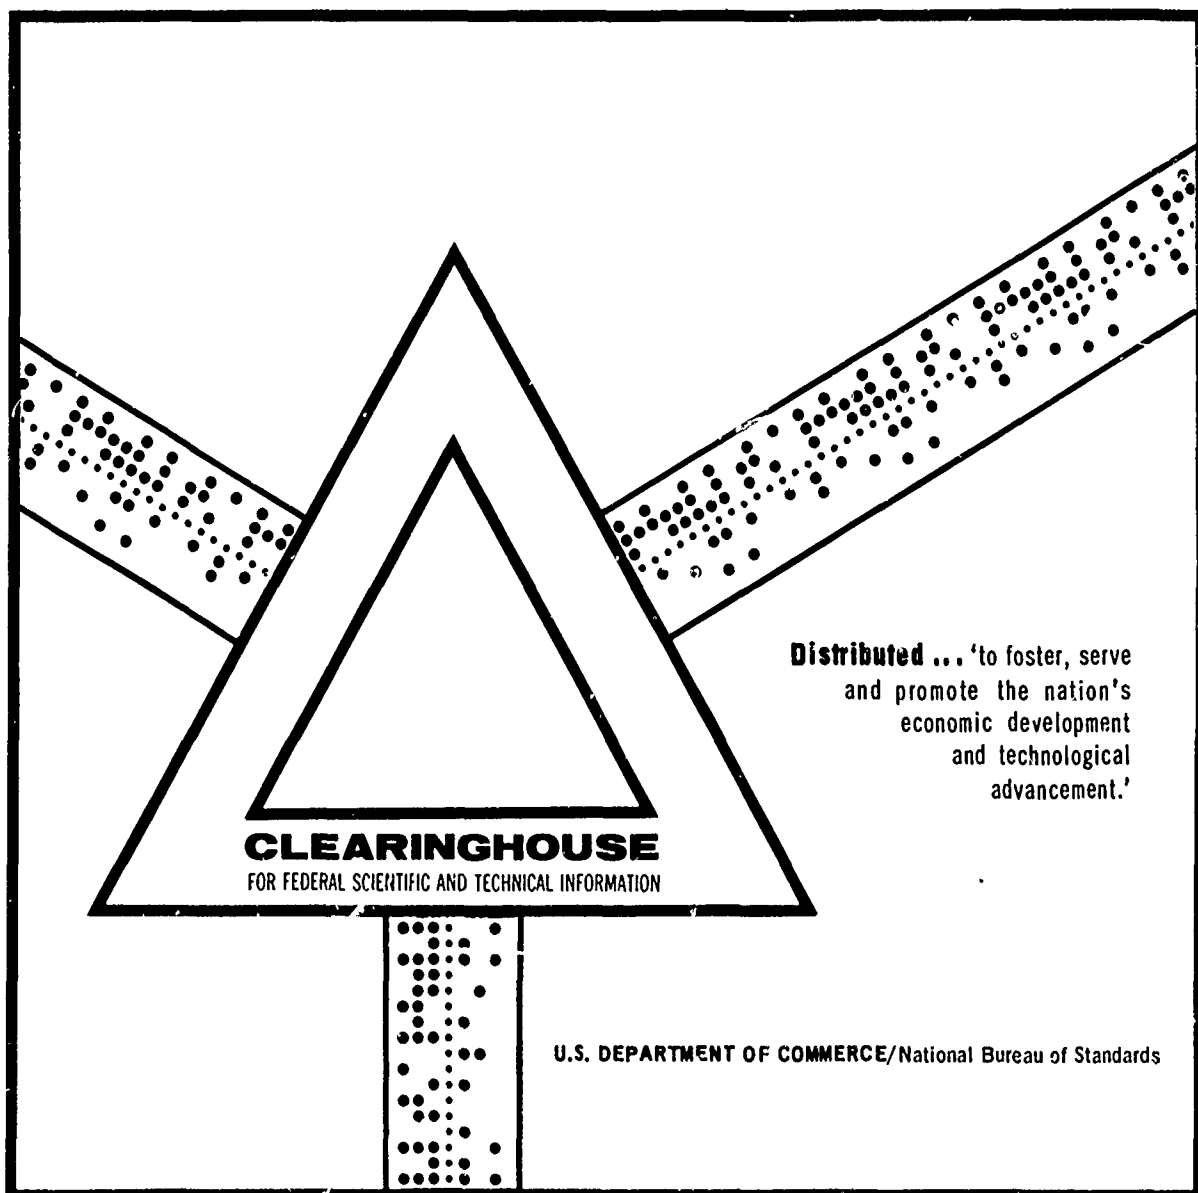 Distributed ... 'to foster, serve
and promote the nation's
economic development
and technological
advancement.'
CLEARINGHOUSE
FOR FEDERAL SCIENTIFIC AND TECHNICAL INFORMATION
U.S. DEPARTMENT OF COMMERCE/National Bureau of Standards